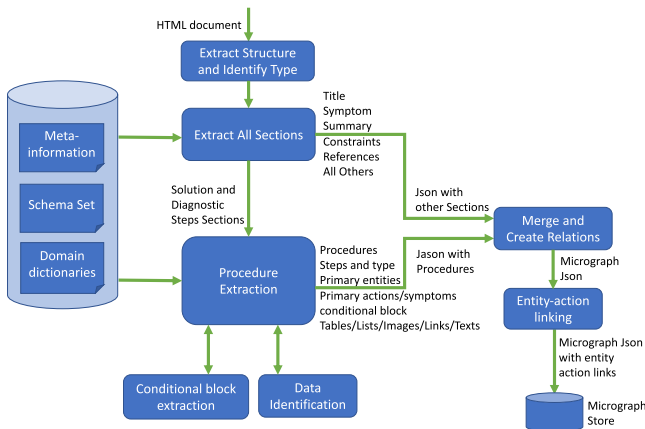 HTML document
Extract Structure
and Identify Type
Meta-
information
Schema Set
Domain
dictionaries
Extract All Sections
Title
Symptom
Summary
Constraints
References
All Others
Solution and
Diagnostic
Steps Sections
Json with
other Sections
Procedure
Extraction
Procedures
Steps and type
Primary entities
Primary actions/symptoms
conditional block
Tables/Lists/Images/Links/Texts
Jason with
Procedures
Merge and
Create Relations
Micrograph
Json
Entity-action
linking
Micrograph Json
with entity
action links
Conditional block
extraction
Data
Identification
Micrograph
Store